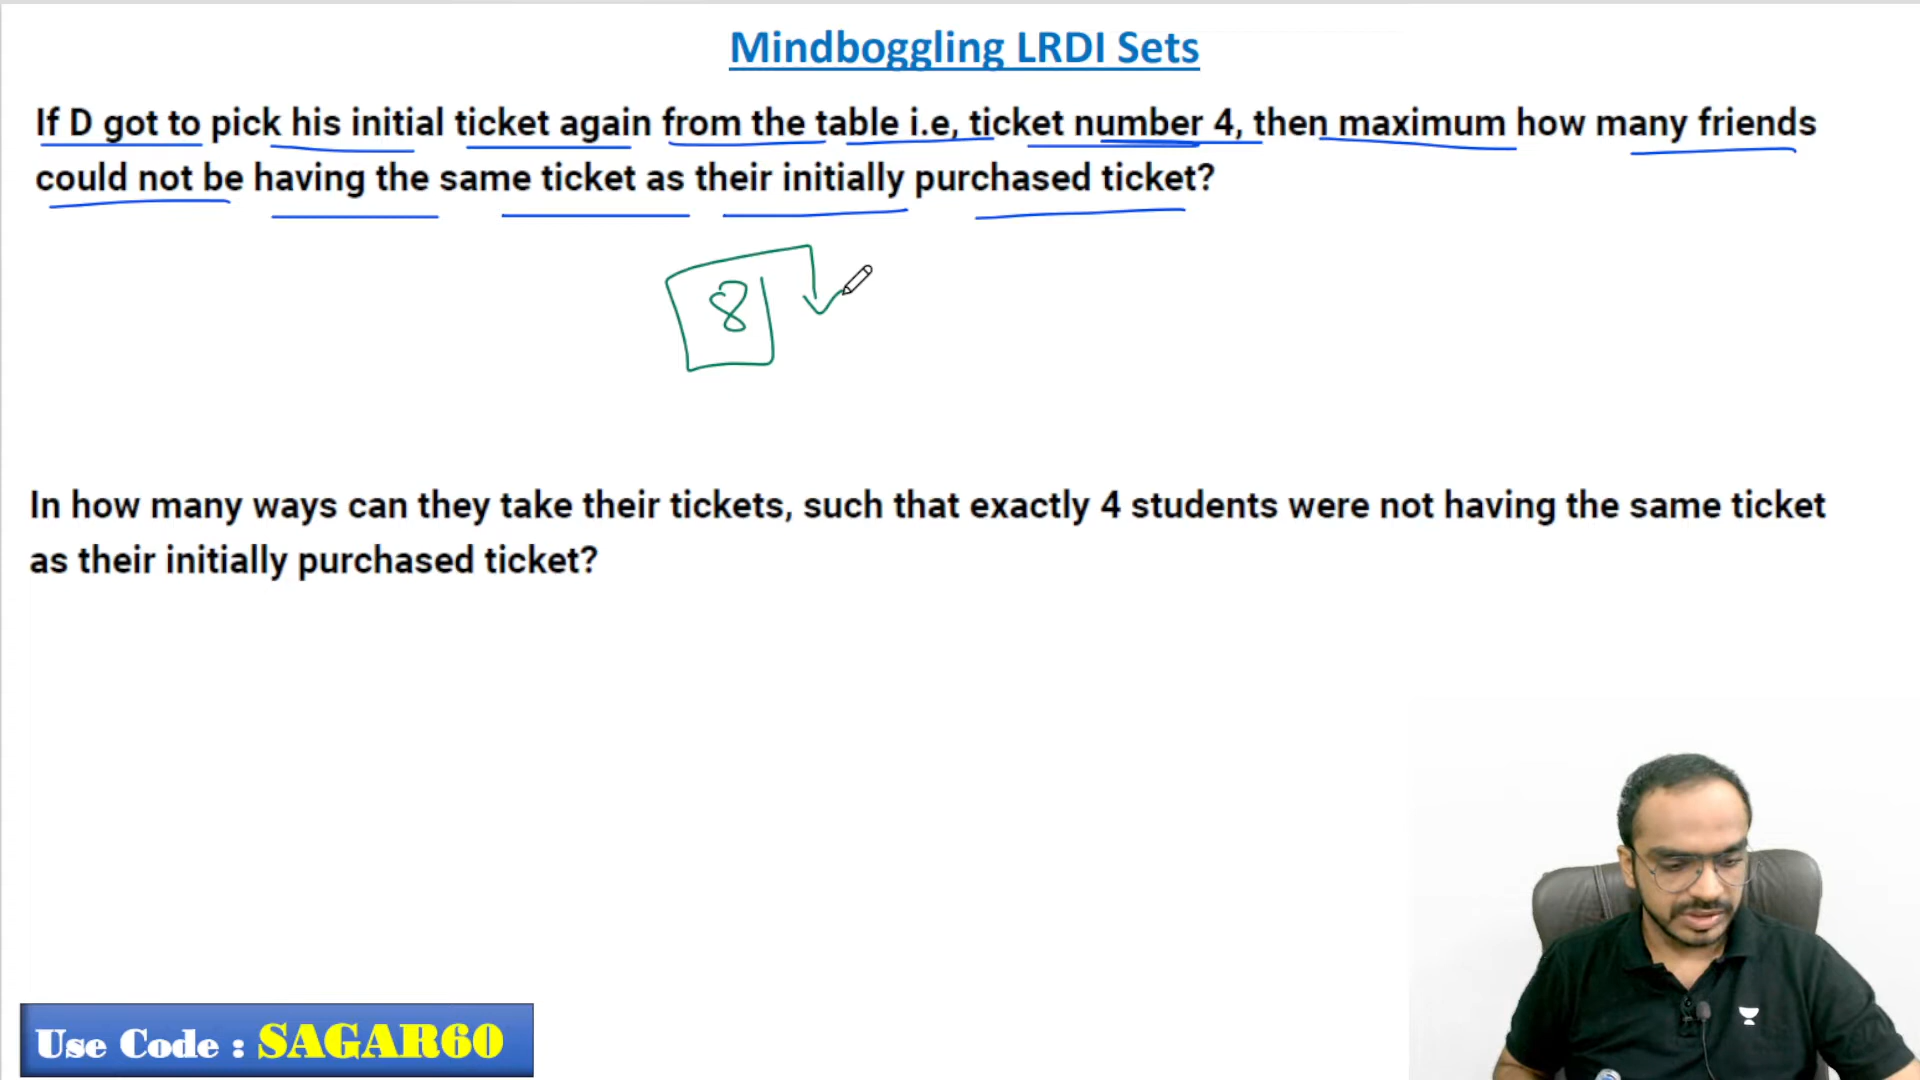 Mindboggling LRDI Sets
If D got to pick his initial ticket again from the table i.e, ticket number 4, then maximum how many friends
could not be having the same ticket as their initially purchased ticket?
8
In how many ways can they take their tickets, such that exactly 4 students were not having the same ticket
as their initially purchased ticket?
Use Code : SAGAR60